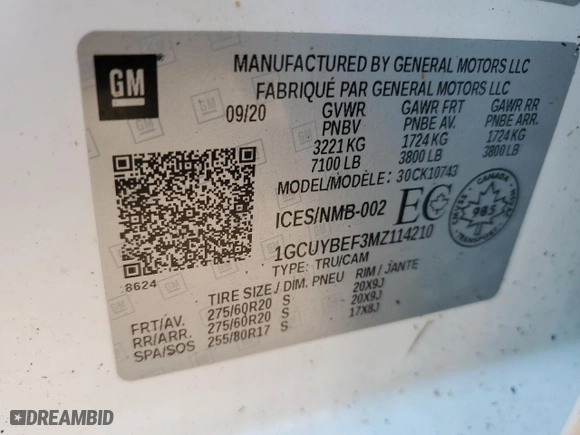 GM
MANUFACTURED BY GENERAL MOTORS LLC
FABRIQUÉ PAR GENERAL MOTORS LLC
09/20 GVWR GAWR FRT GAWR RR
PNBV PNBE AV. PNBE ARR.
3221 KG 1724 KG 1724 KG
7100 LB 3800 LB 3800 LB
MODEL/MODÈLE: 30CK10743
ICES/NMB-002 EC
CANADA
985
1GCUYBEF3MZ114210
TYPE: TRU/CAM
8624
TIRE SIZE / DIM. PNEU RIM / JANTE
FRT/AV. 275/60R20 S 20X9J
RR/ARR. 275/60R20 S 20X9J
SPA/SOS 255/80R17 S 17X8J
DREAMBID